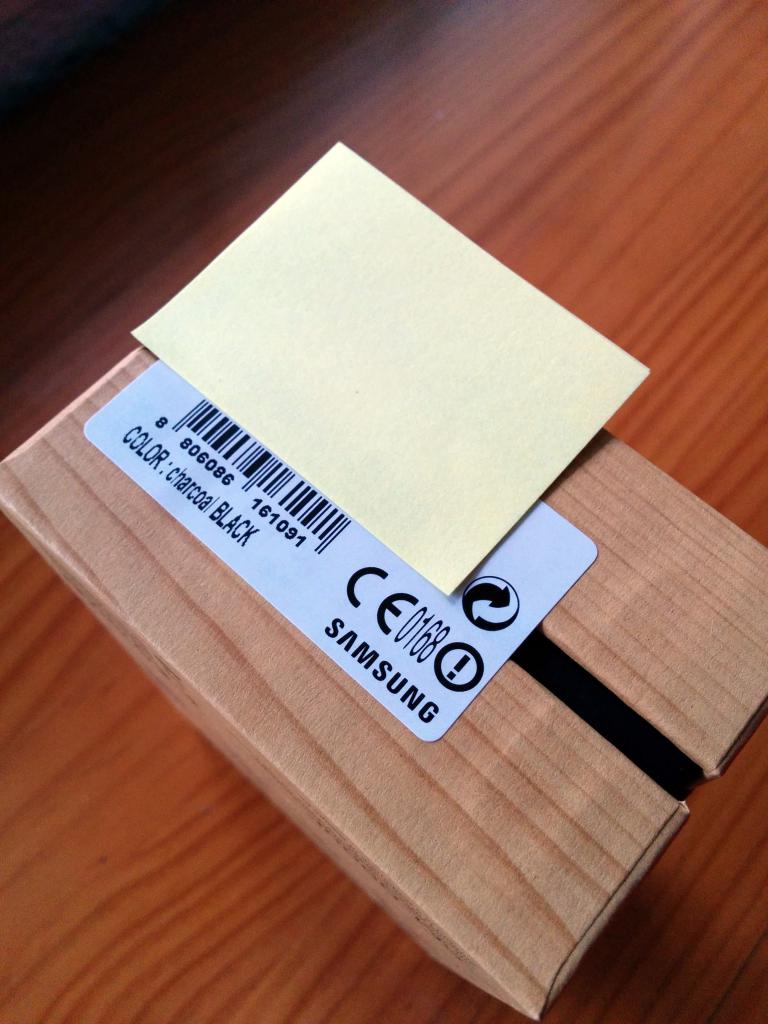 8 806086 161091
COLOR : charcoal BLACK
CE0168
SAMSUNG